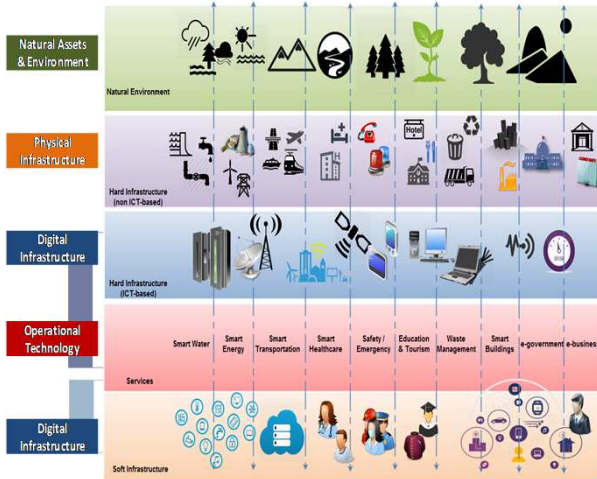 Natural Assets
& Environment
Natural Environment
Physical
Infrastructure
Hotel
Hard Infrastructure
(non ICT-based)
Digital
Infrastructure
Hard Infrastructure
(ICT-based)
Operational
Technology
Smart Water
Smart
Energy
Smart
Transportation
Smart
Healthcare
Safety /
Emergency
Education
& Tourism
Waste
Management
Smart
Buildings
e-government
e-busines
Services
Digital
Infrastructure
Soft Infrastructure